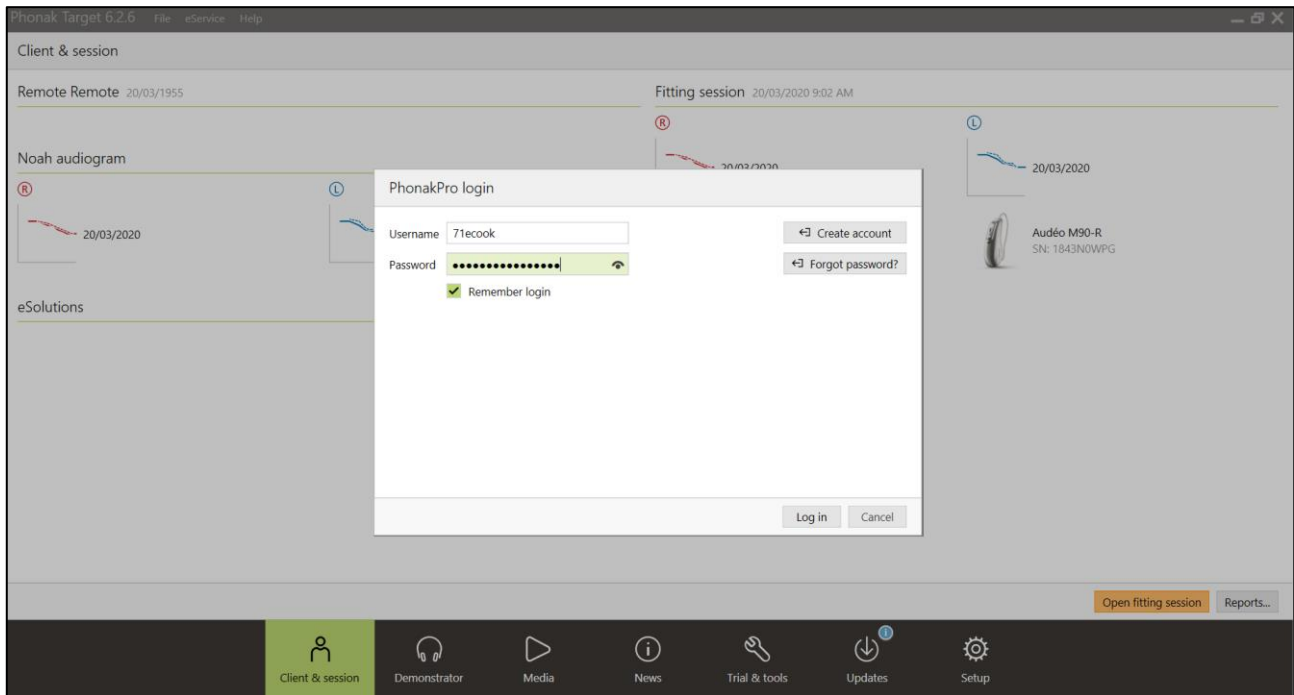 Phonak Target 6.2.6 File eService Help
Client & session
Remote Remote 20/03/1955
Fitting session 20/03/2020 9:02 AM
R
L
20/03/2020
20/03/2020
Noah audiogram
R
L
20/03/2020
Audéo M90-R
SN: 1843N0WPG
eSolutions
PhonakPro login
Username 71ecook
Create account
Password
Forgot password?
Remember login
Log in Cancel
Open fitting session Reports...
Client & session Demonstrator Media News Trial & tools Updates Setup